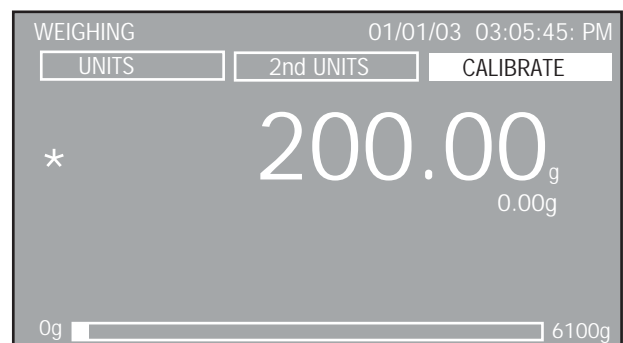 WEIGHING 01/01/03 03:05:45: PM
UNITS 2nd UNITS CALIBRATE
* 200.00g
0.00g
0g 6100g